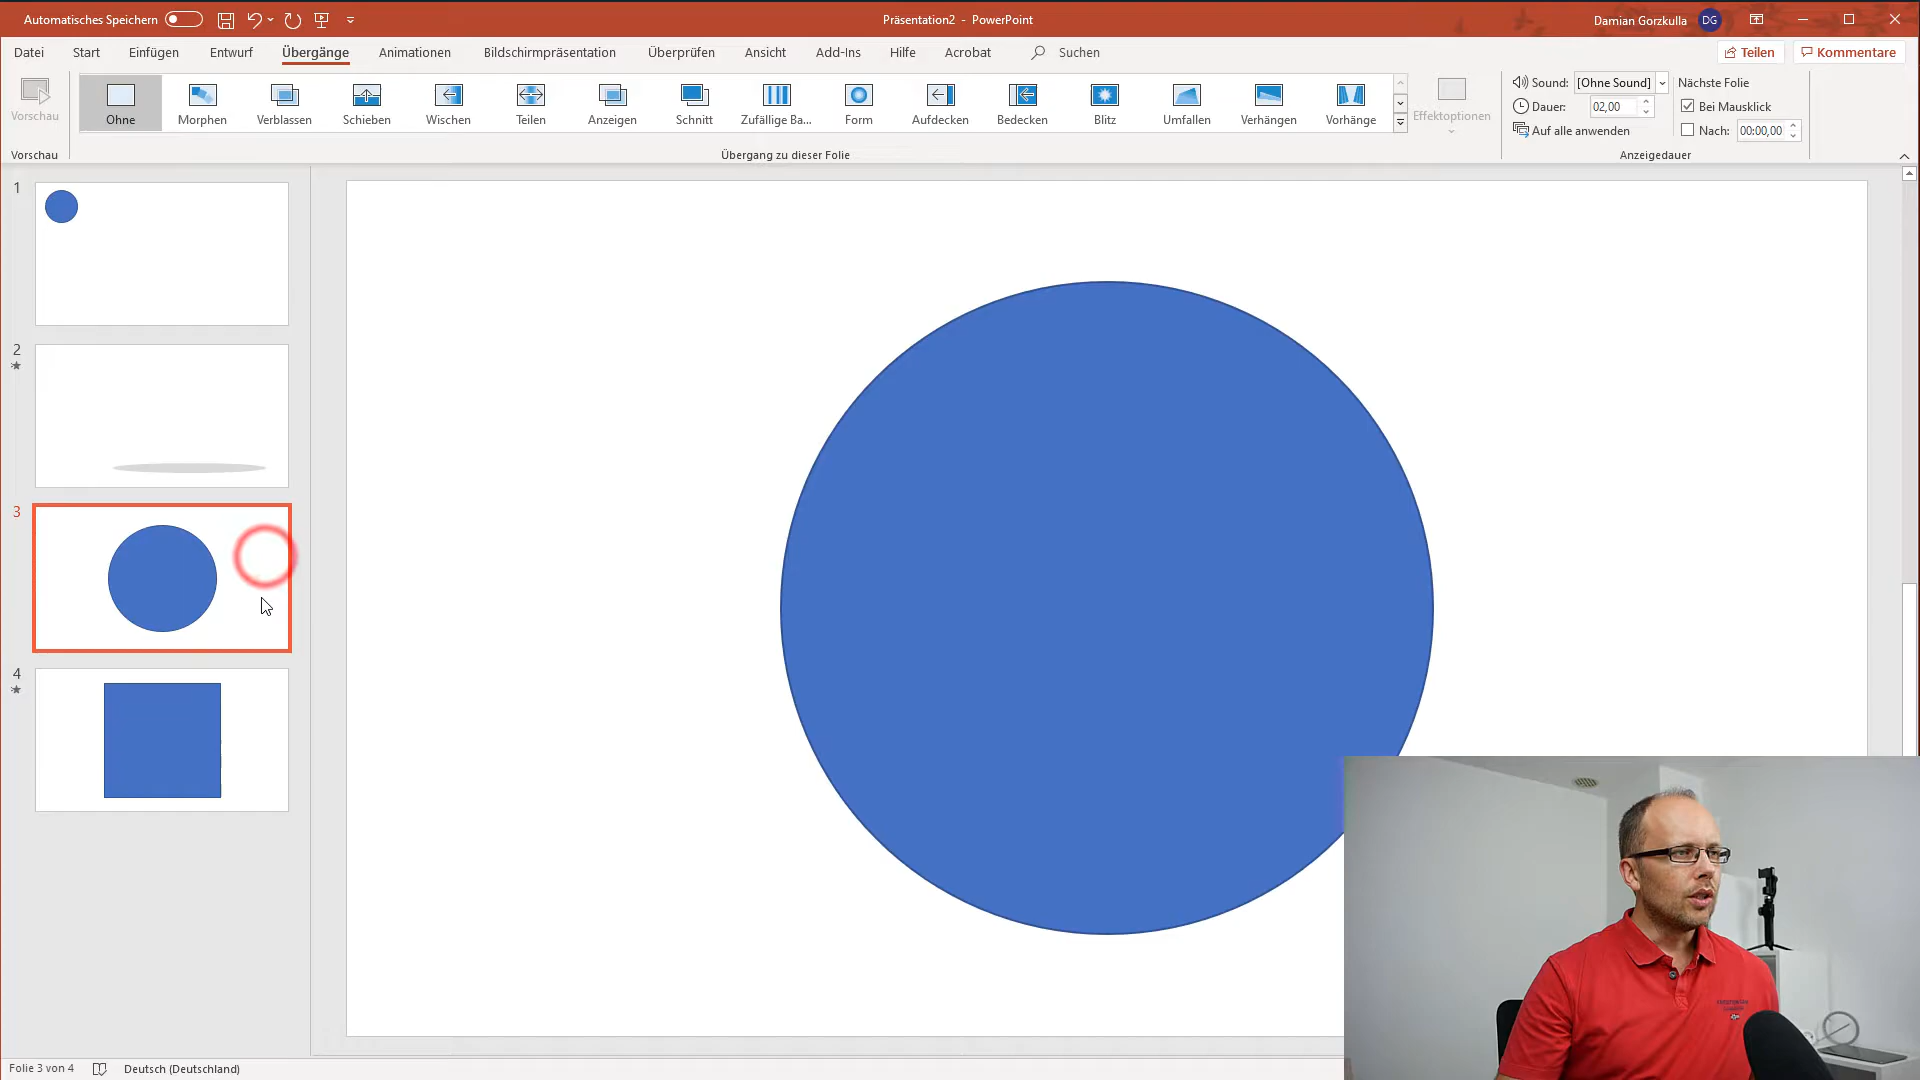 Automatisches Speichern
Präsentation2 - PowerPoint
Damian Gorzkulla DG
Datei Start Einfügen Entwurf Übergänge Animationen Bildschirmpräsentation Überprüfen Ansicht Add-Ins Hilfe Acrobat Suchen
Teilen Kommentare
Vorschau
Ohne Morphen Verblassen Schieben Wischen Teilen Anzeigen Schnitt Zufällige Ba... Form Aufdecken Bedecken Blitz Umfallen Verhängen Vorhänge
Effektoptionen
Sound: [Ohne Sound] Nächste Folie
Dauer: 02,00 Bei Mausklick
Auf alle anwenden Nach: 00:00,00
Vorschau Übergang zu dieser Folie Anzeigedauer
1
2
3
4
Folie 3 von 4 Deutsch (Deutschland)